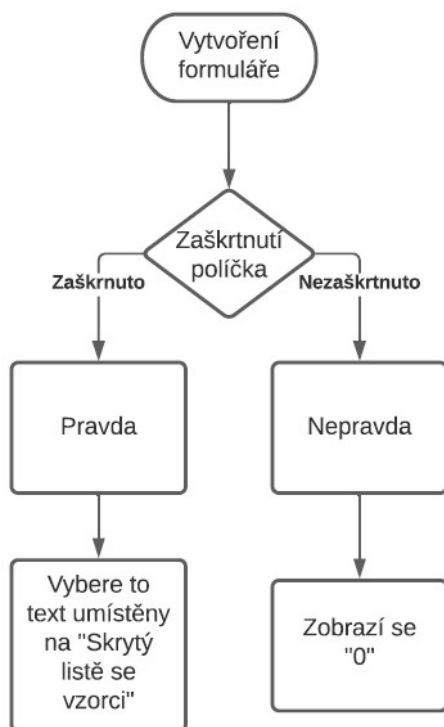 Vytvoření
formuláře
Zaškrtnutí
políčka
Zaškrnuto
Nezaškrtnuto
Pravda
Nepravda
Vybere to
text umístěny
na "Skrytý
listě se
vzorci"
Zobrazí se
"0"